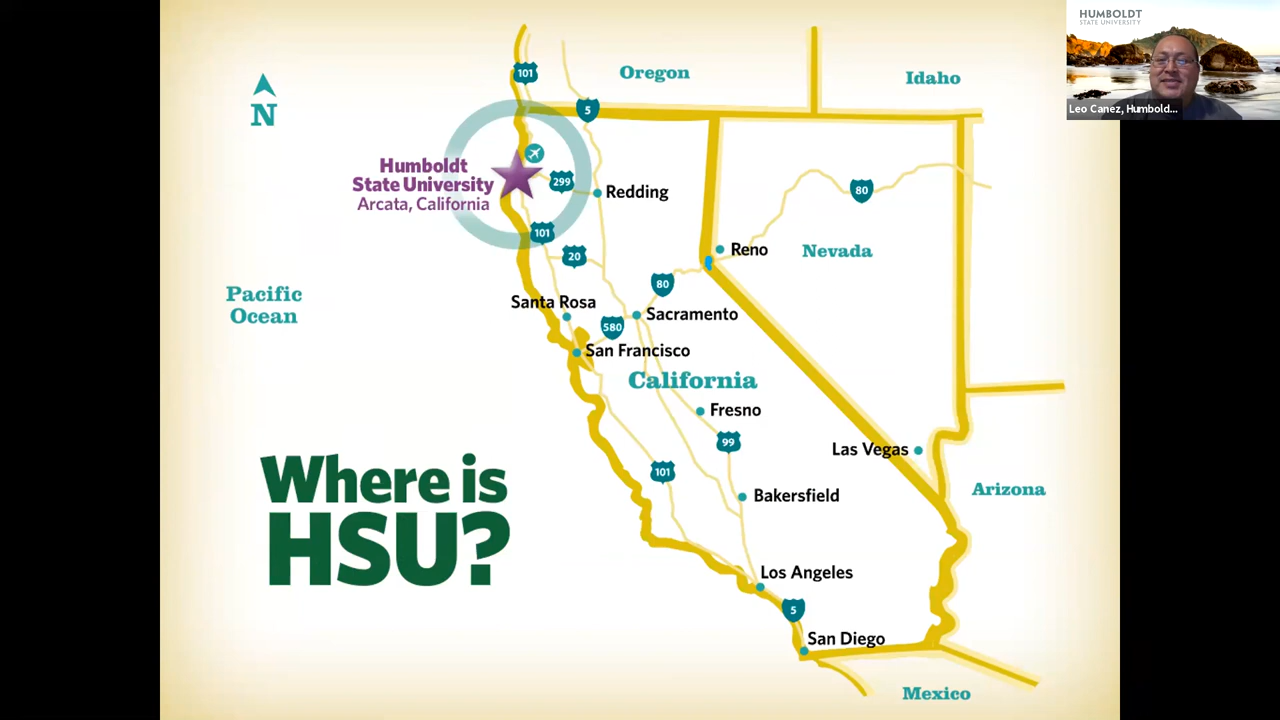 HUMBOLDT
STATE UNIVERSITY
Leo Canez, Humbold...
101
Oregon
Idaho
5
N
Humboldt
State University
Arcata, California
299
Redding
80
101
20
Reno
Nevada
Pacific
Ocean
80
Santa Rosa
580
Sacramento
San Francisco
California
Fresno
99
Las Vegas
101
Bakersfield
Arizona
Where is
HSU?
Los Angeles
5
San Diego
Mexico